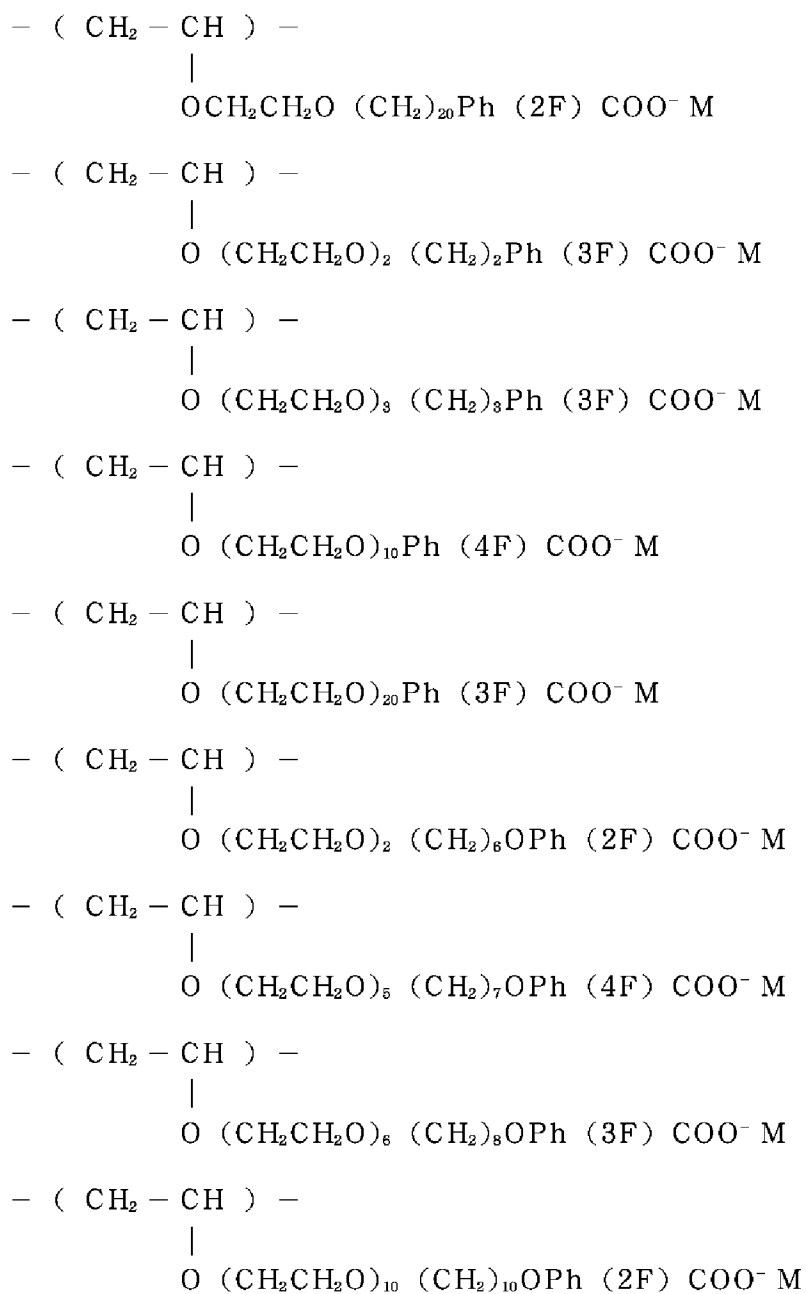 − ( CH₂ − CH ) −
|
OCH₂CH₂O (CH₂)₂₀Ph (2F) COO⁻ M
− ( CH₂ − CH ) −
|
O (CH₂CH₂O)₂ (CH₂)₂Ph (3F) COO⁻ M
− ( CH₂ − CH ) −
|
O (CH₂CH₂O)₃ (CH₂)₃Ph (3F) COO⁻ M
− ( CH₂ − CH ) −
|
O (CH₂CH₂O)₁₀Ph (4F) COO⁻ M
− ( CH₂ − CH ) −
|
O (CH₂CH₂O)₂₀Ph (3F) COO⁻ M
− ( CH₂ − CH ) −
|
O (CH₂CH₂O)₂ (CH₂)₆OPh (2F) COO⁻ M
− ( CH₂ − CH ) −
|
O (CH₂CH₂O)₅ (CH₂)₇OPh (4F) COO⁻ M
− ( CH₂ − CH ) −
|
O (CH₂CH₂O)₆ (CH₂)₈OPh (3F) COO⁻ M
− ( CH₂ − CH ) −
|
O (CH₂CH₂O)₁₀ (CH₂)₁₀OPh (2F) COO⁻ M